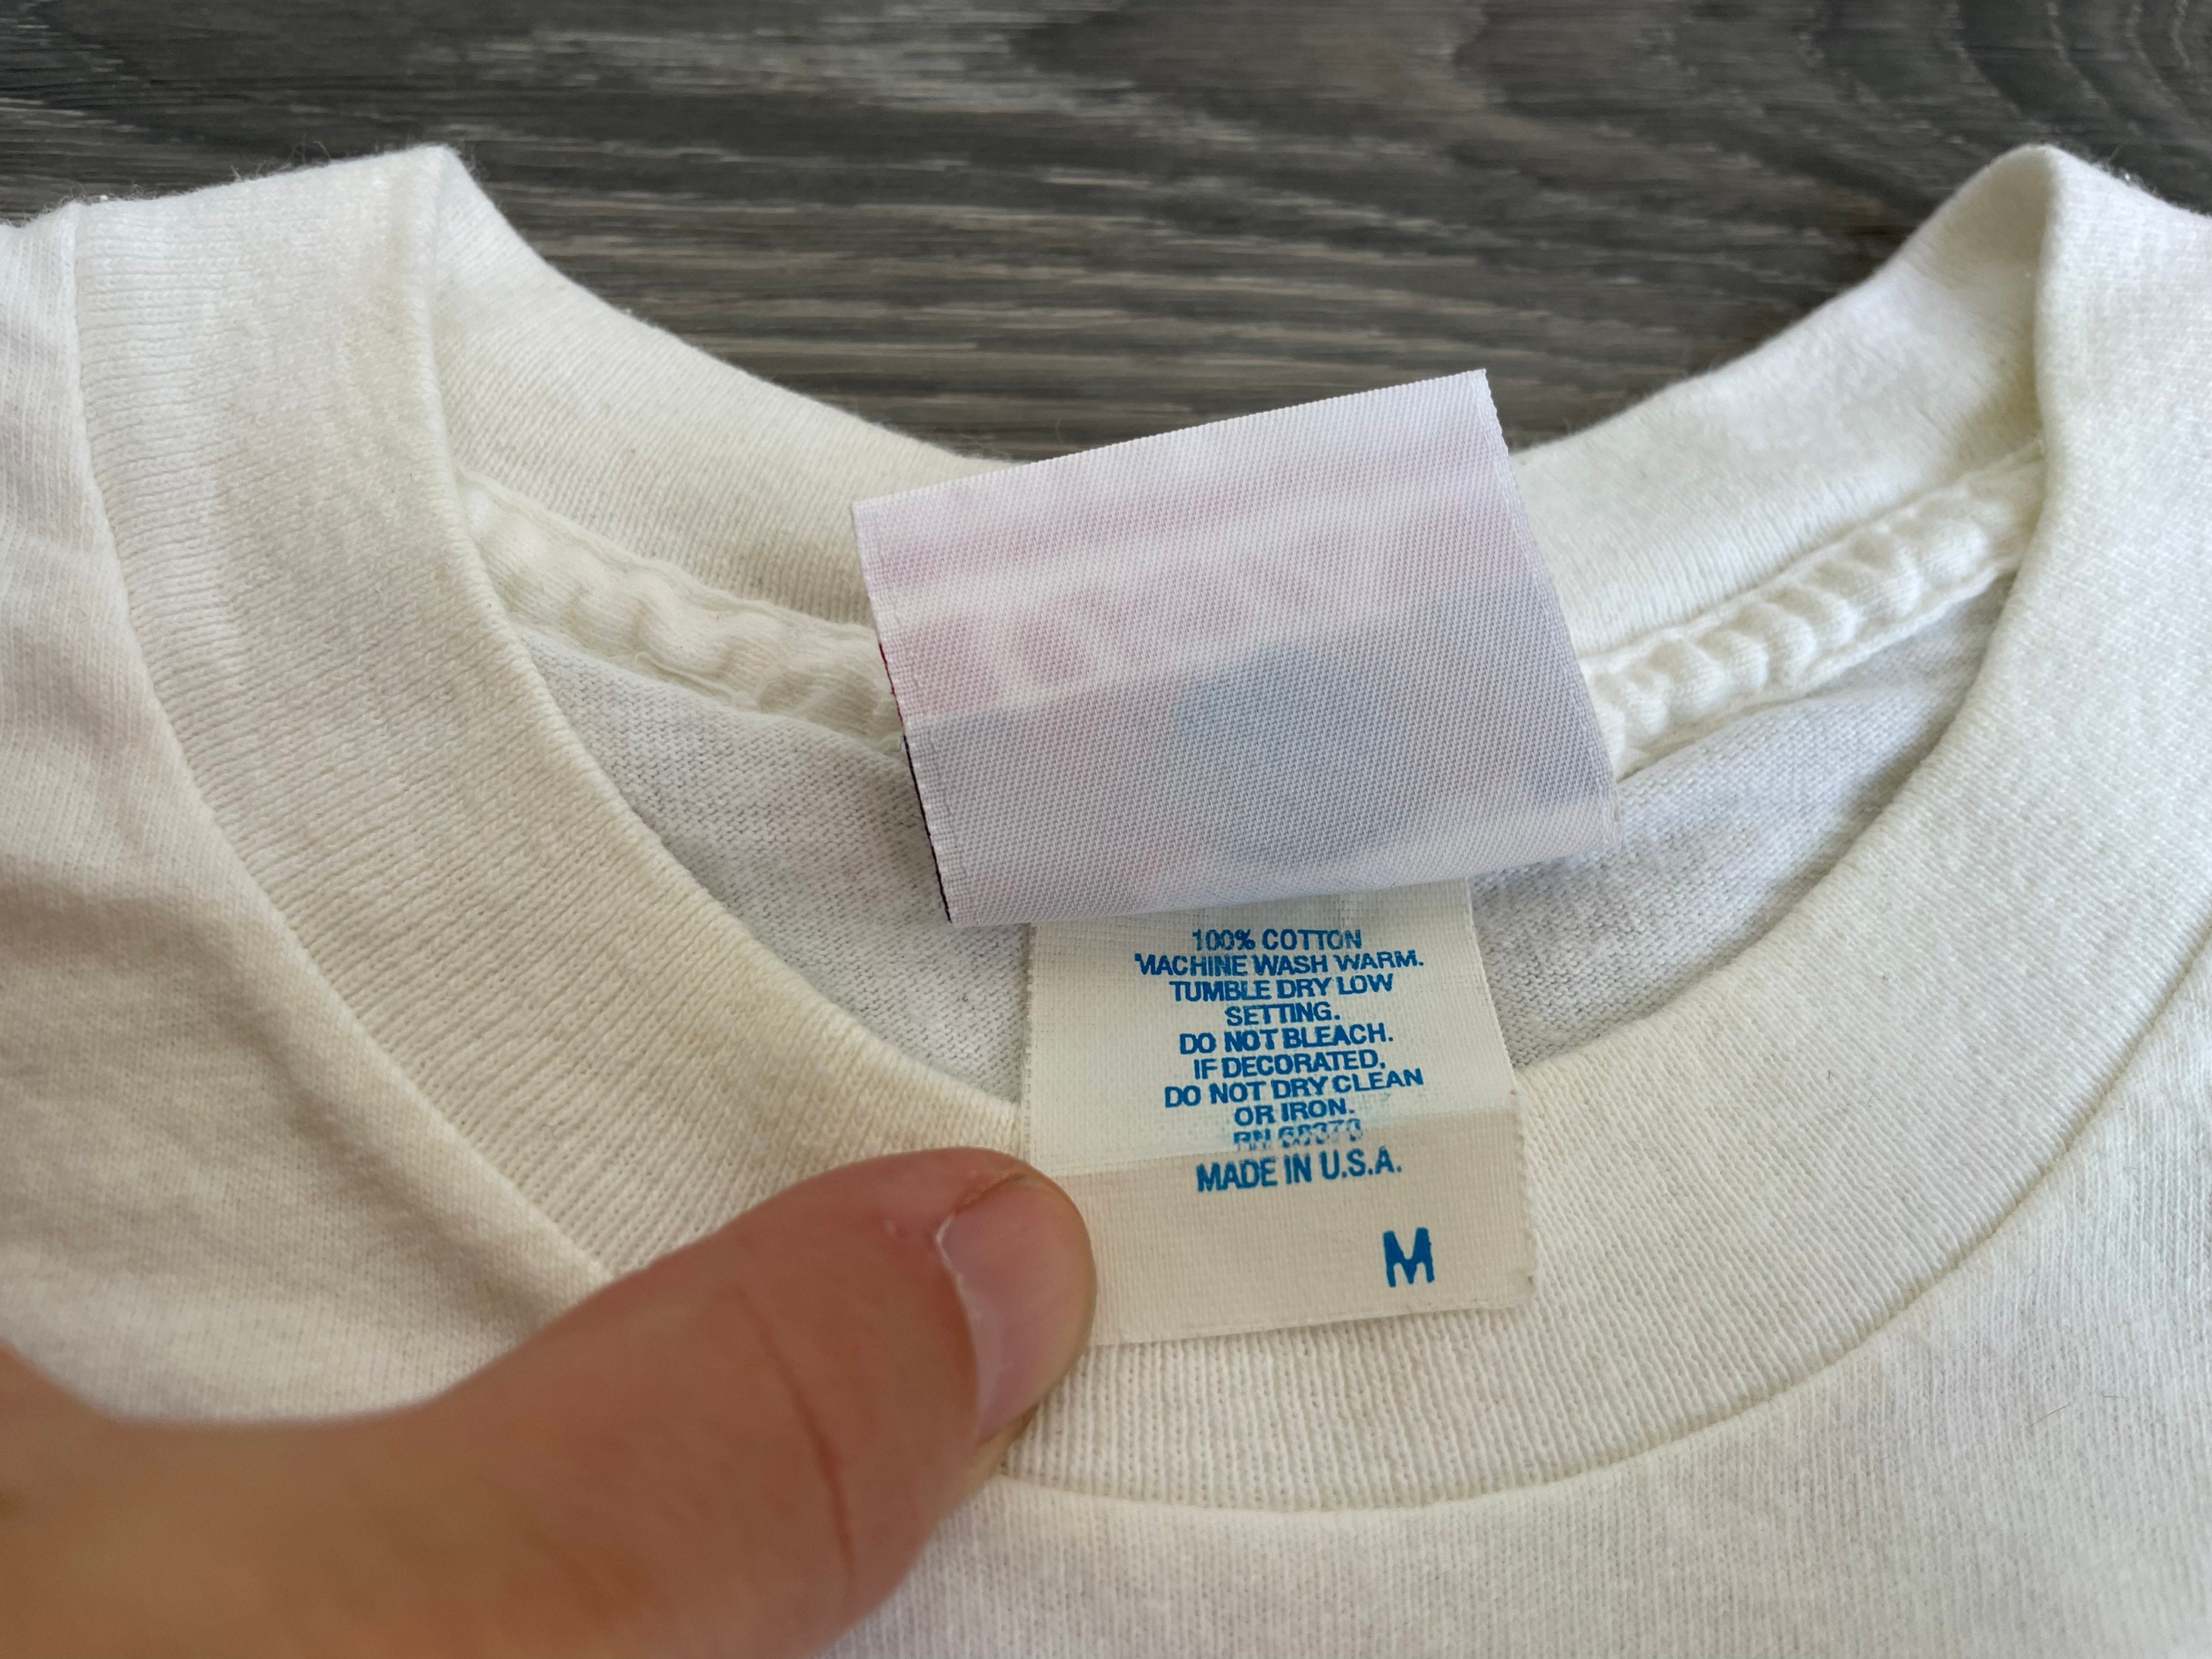 100% COTTON
MACHINE WASH WARM.
TUMBLE DRY LOW
SETTING.
DO NOT BLEACH.
IF DECORATED,
DO NOT DRY CLEAN
OR IRON.
RN
MADE IN U.S.A.
M